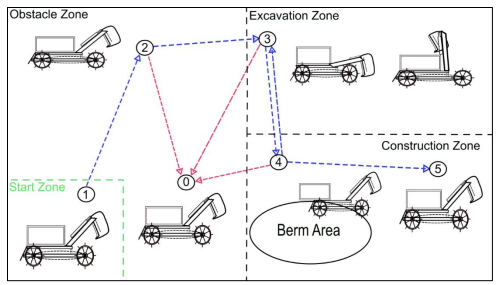 Obstacle Zone
Excavation Zone
2
3
4
Construction Zone
5
Start Zone
1
0
Berm Area